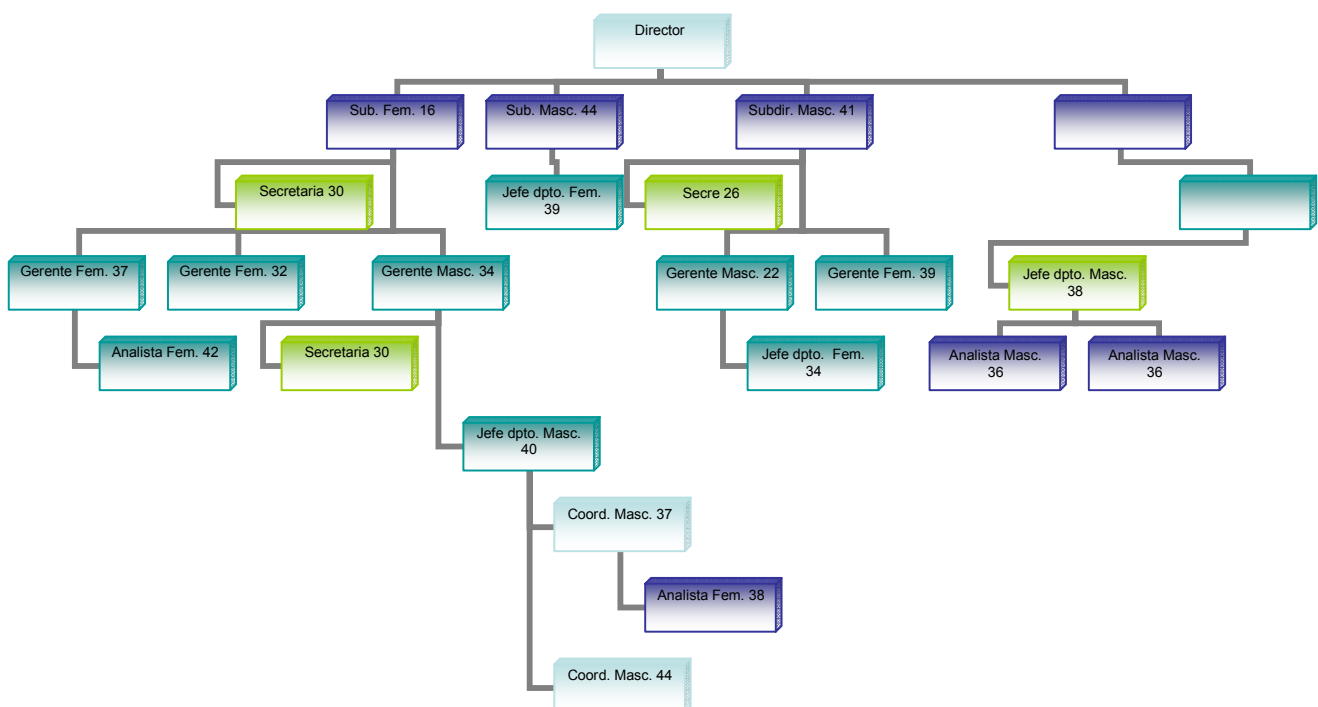 Director
Sub. Fem. 16
Sub. Masc. 44
Subdir. Masc. 41
Secretaria 30
Jefe dpto. Fem.
39
Secre 26
Gerente Fem. 37
Gerente Fem. 32
Gerente Masc. 34
Gerente Masc. 22
Gerente Fem. 39
Jefe dpto. Masc.
38
Analista Fem. 42
Secretaria 30
Jefe dpto. Fem.
34
Analista Masc.
36
Analista Masc.
36
Jefe dpto. Masc.
40
Coord. Masc. 37
Analista Fem. 38
Coord. Masc. 44